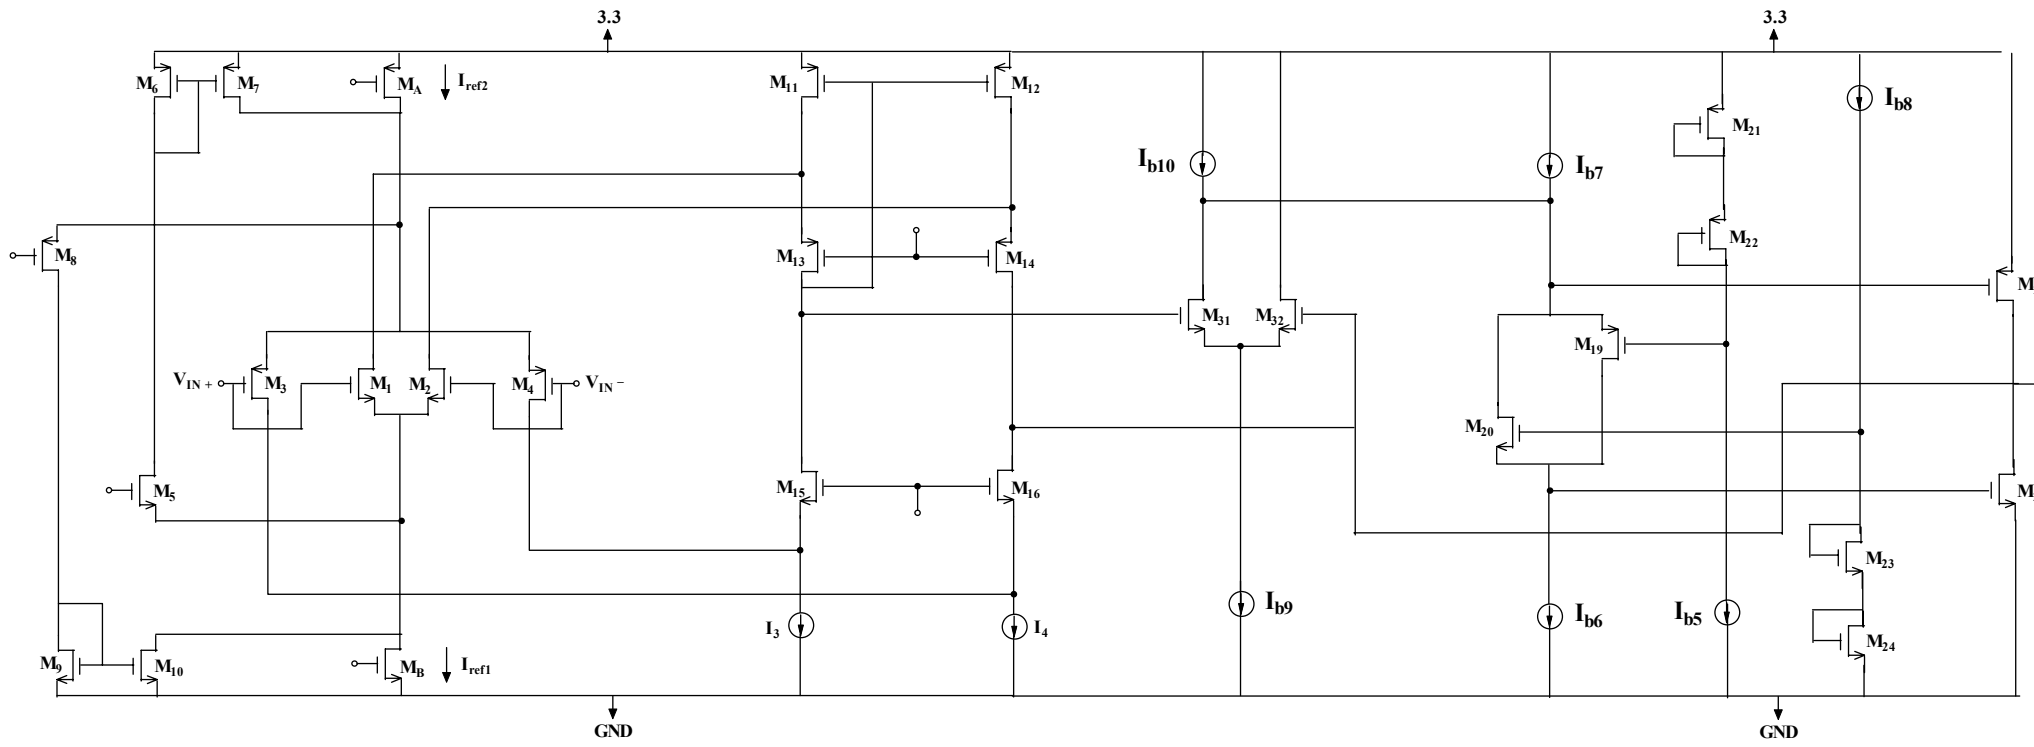 3.3
3.3
M6
M7
MA
Iref2
M11
M12
Ib8
M21
Ib10
Ib7
M22
M8
M13
M14
M
M31
M32
M19
VIN +
M3
M1
M2
M4
VIN −
M20
M5
M15
M16
M
M23
Ib9
Ib6
Ib5
I3
I4
M24
M9
M10
MB
Iref1
GND
GND